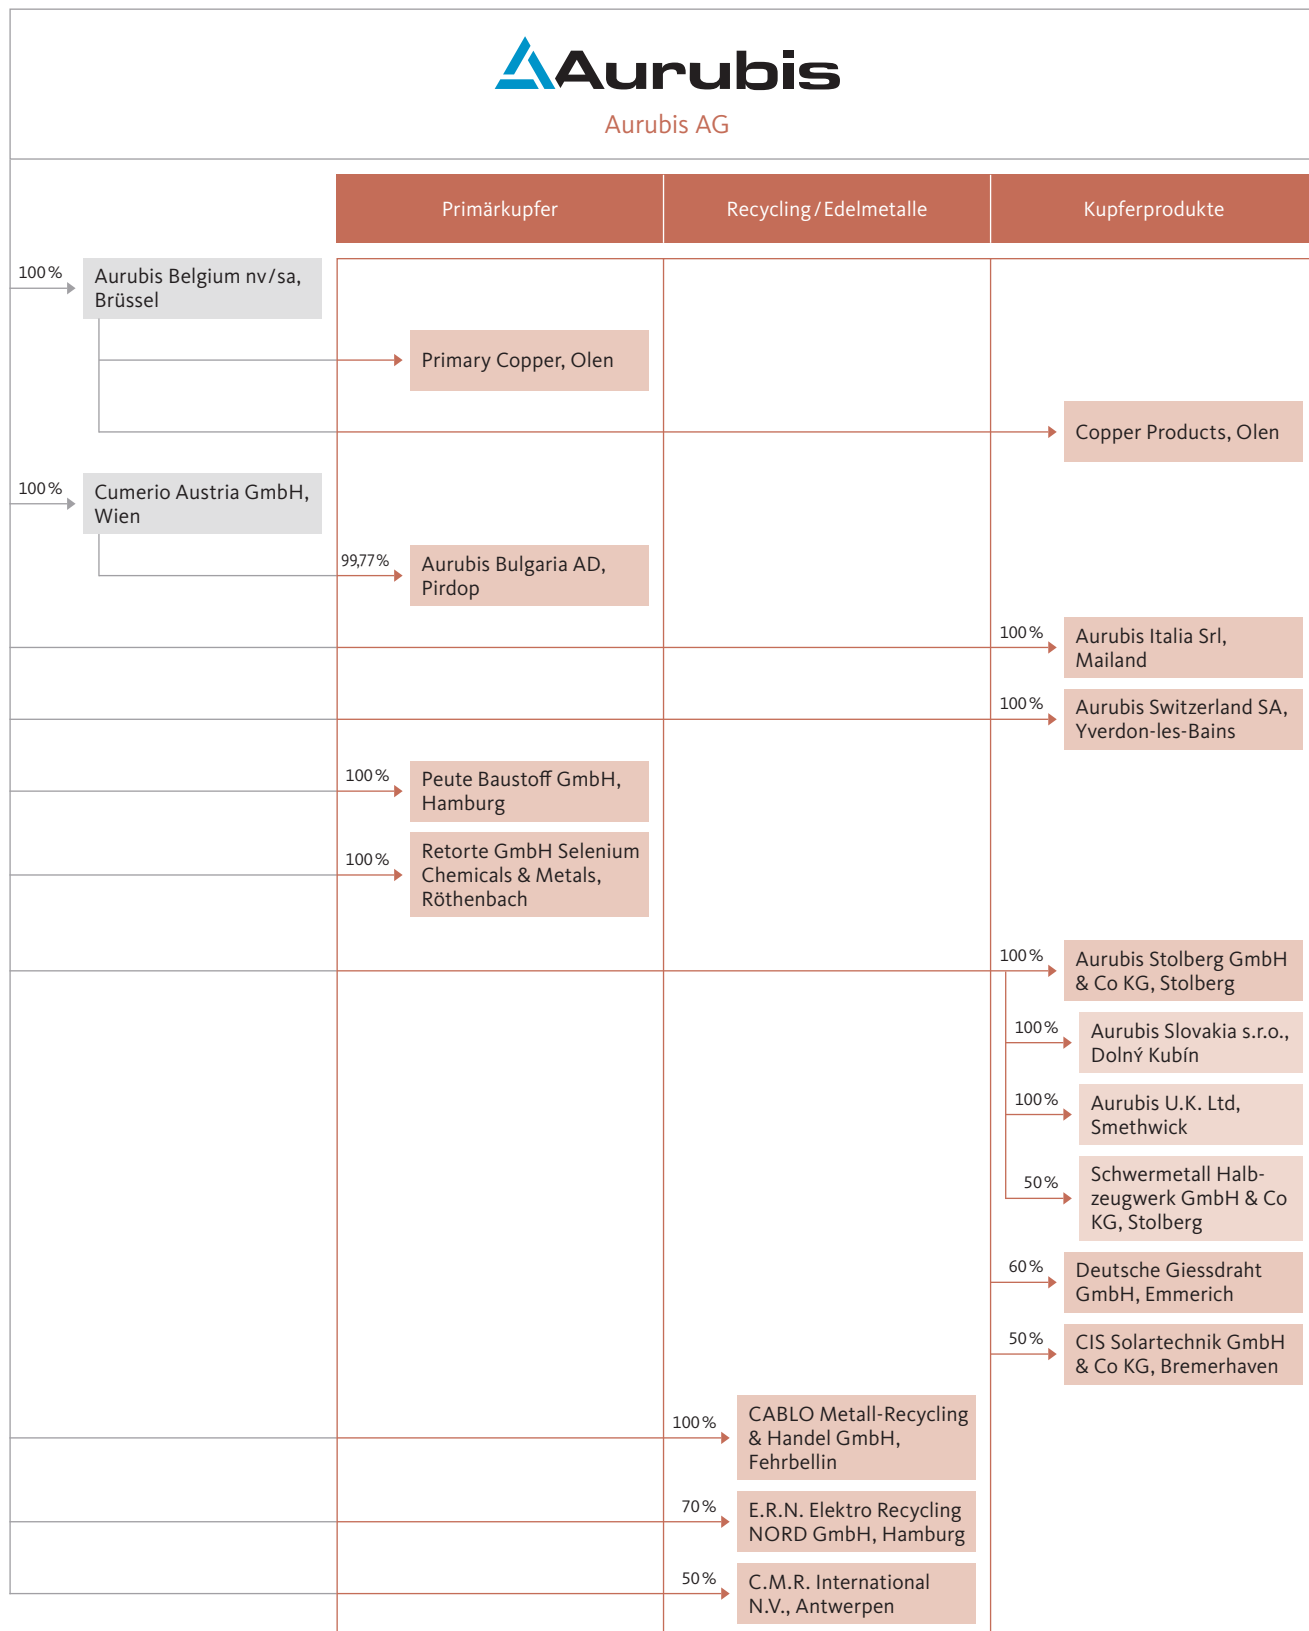 Aurubis
Aurubis AG
Primärkupfer
Recycling / Edelmetalle
Kupferprodukte
100 %
Aurubis Belgium nv/sa,
Brüssel
Primary Copper, Olen
Copper Products, Olen
100 %
Cumerio Austria GmbH,
Wien
99,77 %
Aurubis Bulgaria AD,
Pirdop
100 %
Aurubis Italia Srl,
Mailand
100 %
Aurubis Switzerland SA,
Yverdon-les-Bains
100 %
Peute Baustoff GmbH,
Hamburg
100 %
Retorte GmbH Selenium
Chemicals & Metals,
Röthenbach
100 %
Aurubis Stolberg GmbH
& Co KG, Stolberg
100 %
Aurubis Slovakia s.r.o.,
Dolný Kubín
100 %
Aurubis U.K. Ltd,
Smethwick
50 %
Schwermetall Halb-
zeugwerk GmbH & Co
KG, Stolberg
60 %
Deutsche Giessdraht
GmbH, Emmerich
50 %
CIS Solartechnik GmbH
& Co KG, Bremerhaven
100 %
CABLO Metall-Recycling
& Handel GmbH,
Fehrbellin
70 %
E.R.N. Elektro Recycling
NORD GmbH, Hamburg
50 %
C.M.R. International
N.V., Antwerpen